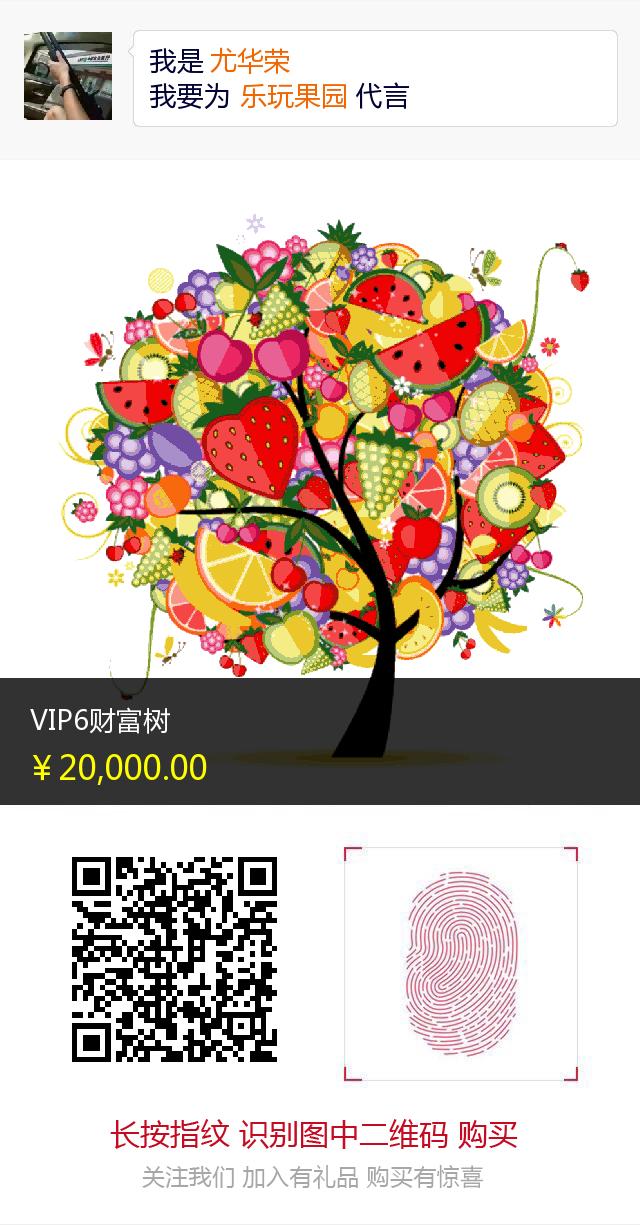 我是 尤华荣
我要为 乐玩果园 代言
VIP6财富树
￥20,000.00
长按指纹 识别图中二维码 购买
关注我们 加入有礼品 购买有惊喜